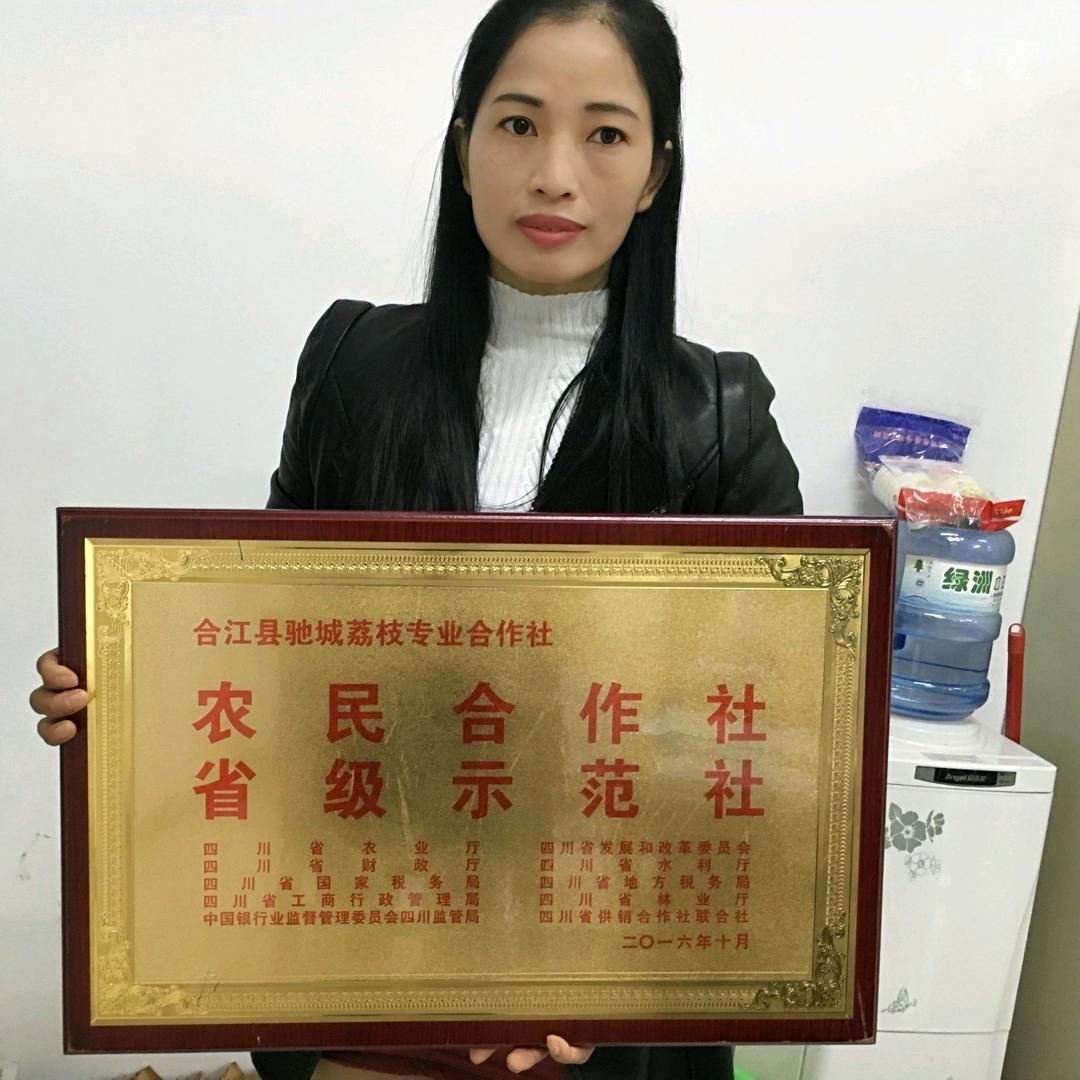 合江县驰城荔枝专业合作社
农民合作社
省级示范社
四川省农业厅
四川省发展和改革委员会
四川省财政厅
四川省水利厅
四川省国家税务局
四川省地方税务局
四川省工商行政管理局
四川省林业厅
中国银行业监督管理委员会四川监管局
四川省供销合作社联合社
二〇一六年十月
绿洲
Angel